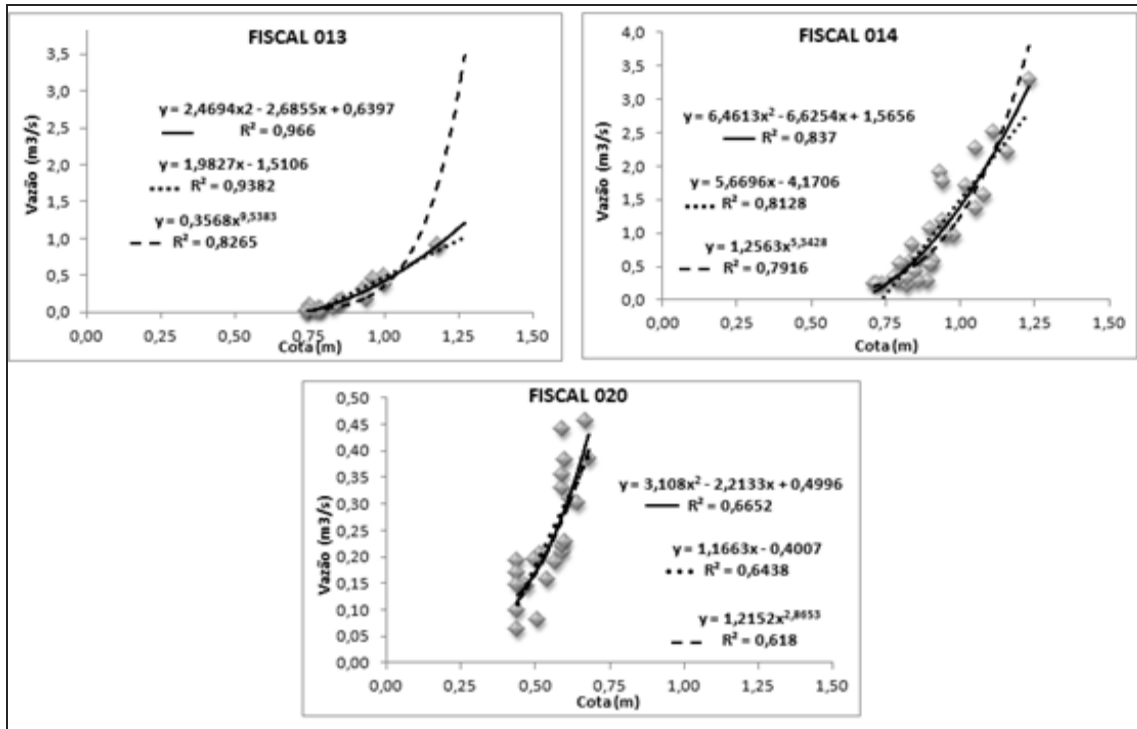 FISCAL 013
Vazão (m3/s)
3,5
3,0
2,5
2,0
1,5
1,0
0,5
0,0
y = 2,4694x2 - 2,6855x + 0,6397
R² = 0,966
y = 1,9827x - 1,5106
R² = 0,9382
y = 0,3568x^9,5383
R² = 0,8265
0,00 0,25 0,50 0,75 1,00 1,25 1,50
Cota (m)
FISCAL 014
Vazão (m3/s)
4,0
3,5
3,0
2,5
2,0
1,5
1,0
0,5
0,0
y = 6,4613x² - 6,6254x + 1,5656
R² = 0,837
y = 5,6696x - 4,1706
R² = 0,8128
y = 1,2563x^5,3428
R² = 0,7916
0,00 0,25 0,50 0,75 1,00 1,25 1,50
Cota (m)
FISCAL 020
Vazão (m3/s)
0,50
0,45
0,40
0,35
0,30
0,25
0,20
0,15
0,10
0,05
0,00
y = 3,108x² - 2,2133x + 0,4996
R² = 0,6652
y = 1,1663x - 0,4007
R² = 0,6438
y = 1,2152x^2,8653
R² = 0,618
0,00 0,25 0,50 0,75 1,00 1,25 1,50
Cota (m)